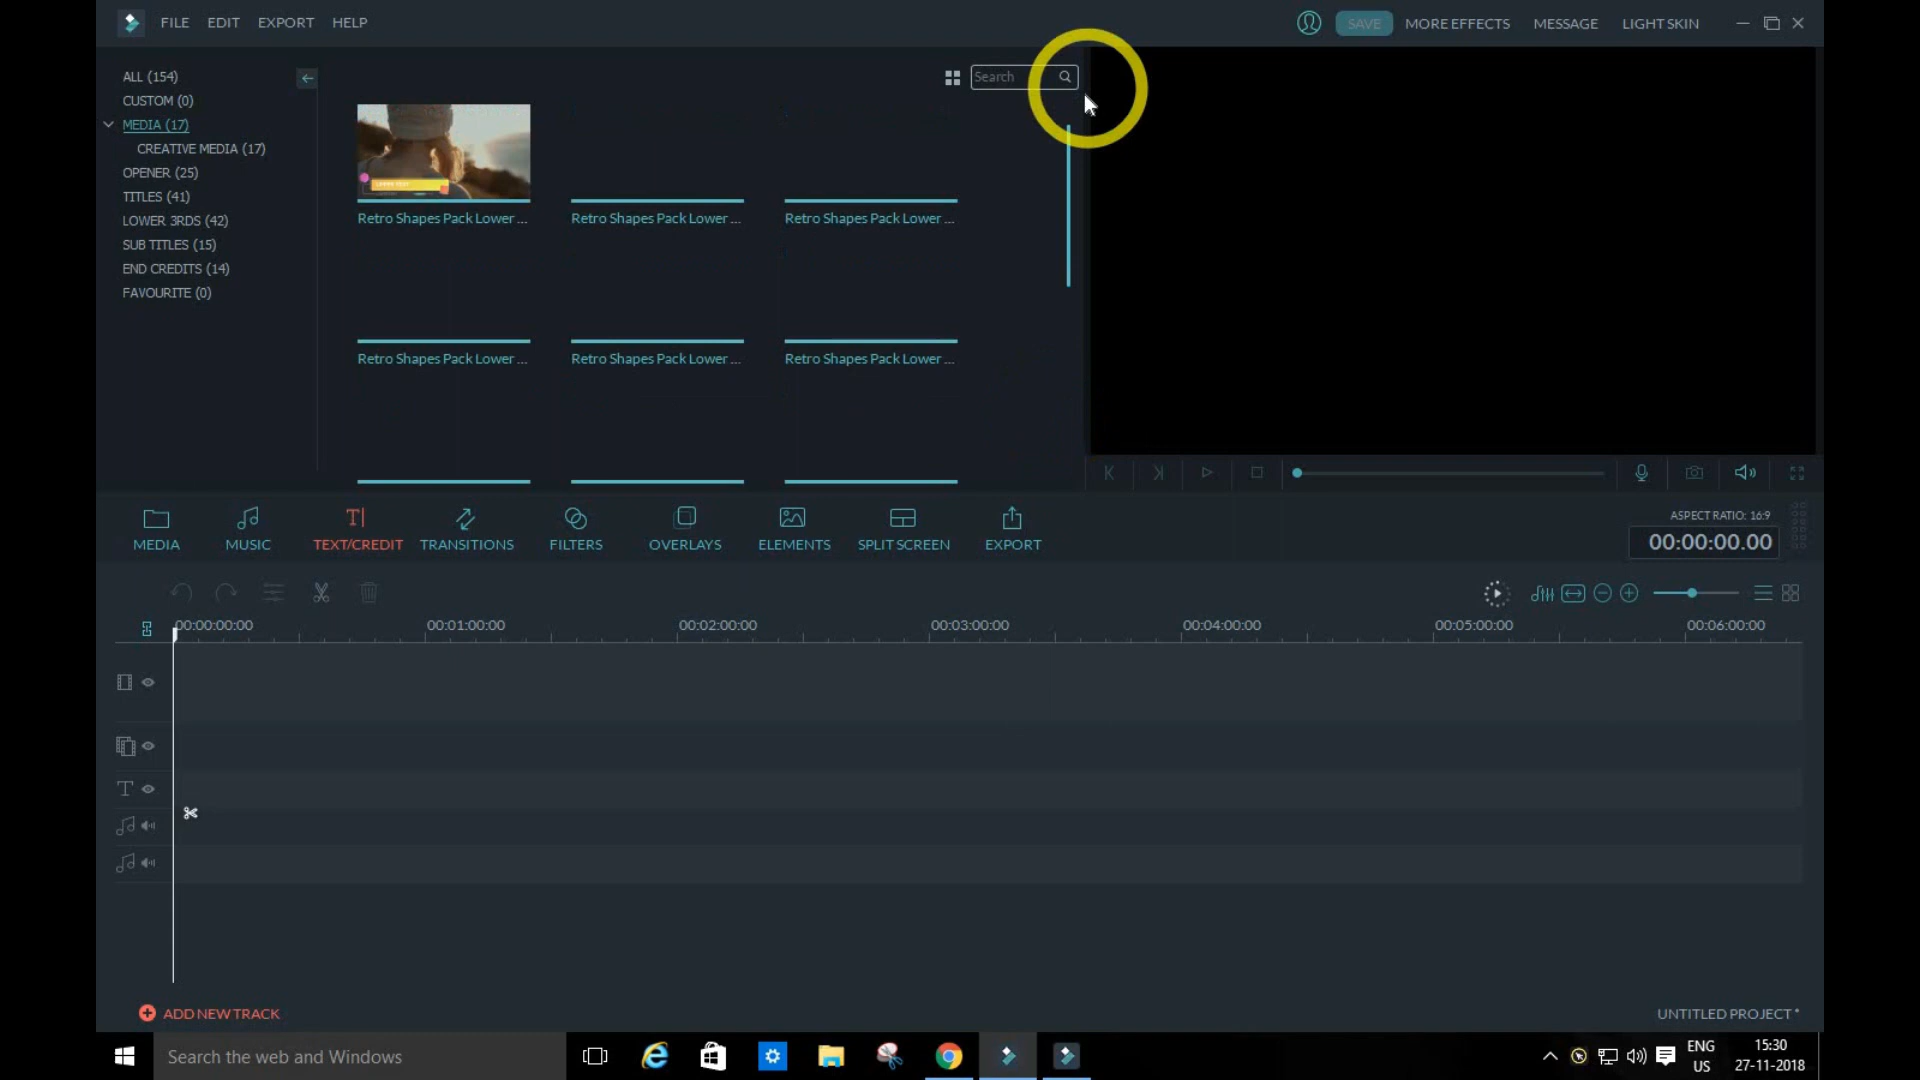 FILE EDIT EXPORT HELP
SAVE MORE EFFECTS MESSAGE LIGHT SKIN
ALL (154)
CUSTOM (0)
MEDIA (17)
CREATIVE MEDIA (17)
OPENER (25)
TITLES (41)
LOWER 3RDS (42)
SUB TITLES (15)
END CREDITS (14)
FAVOURITE (0)
Search
Retro Shapes Pack Lower ... Retro Shapes Pack Lower ... Retro Shapes Pack Lower ...
Retro Shapes Pack Lower ... Retro Shapes Pack Lower ... Retro Shapes Pack Lower ...
MEDIA MUSIC TEXT/CREDIT TRANSITIONS FILTERS OVERLAYS ELEMENTS SPLIT SCREEN EXPORT
ASPECT RATIO: 16:9
00:00:00.00
00:00:00:00 00:01:00:00 00:02:00:00 00:03:00:00 00:04:00:00 00:05:00:00 00:06:00:00
ADD NEW TRACK
UNTITLED PROJECT *
Search the web and Windows
ENG
US
15:30
27-11-2018